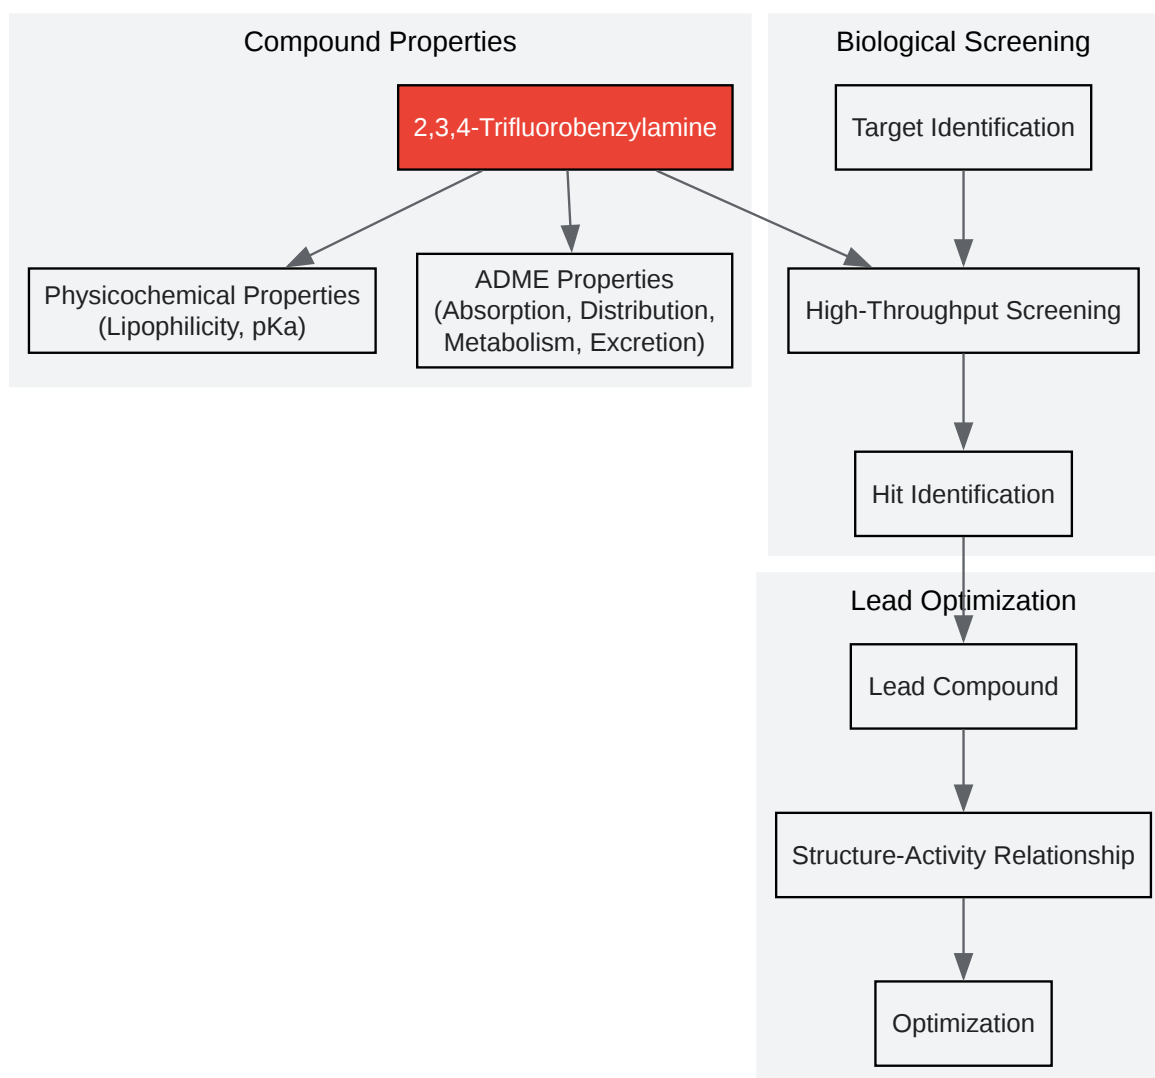 Compound Properties
2,3,4-Trifluorobenzylamine
Physicochemical Properties
(Lipophilicity, pKa)
ADME Properties
(Absorption, Distribution,
Metabolism, Excretion)
Biological Screening
Target Identification
High-Throughput Screening
Hit Identification
Lead Optimization
Lead Compound
Structure-Activity Relationship
Optimization